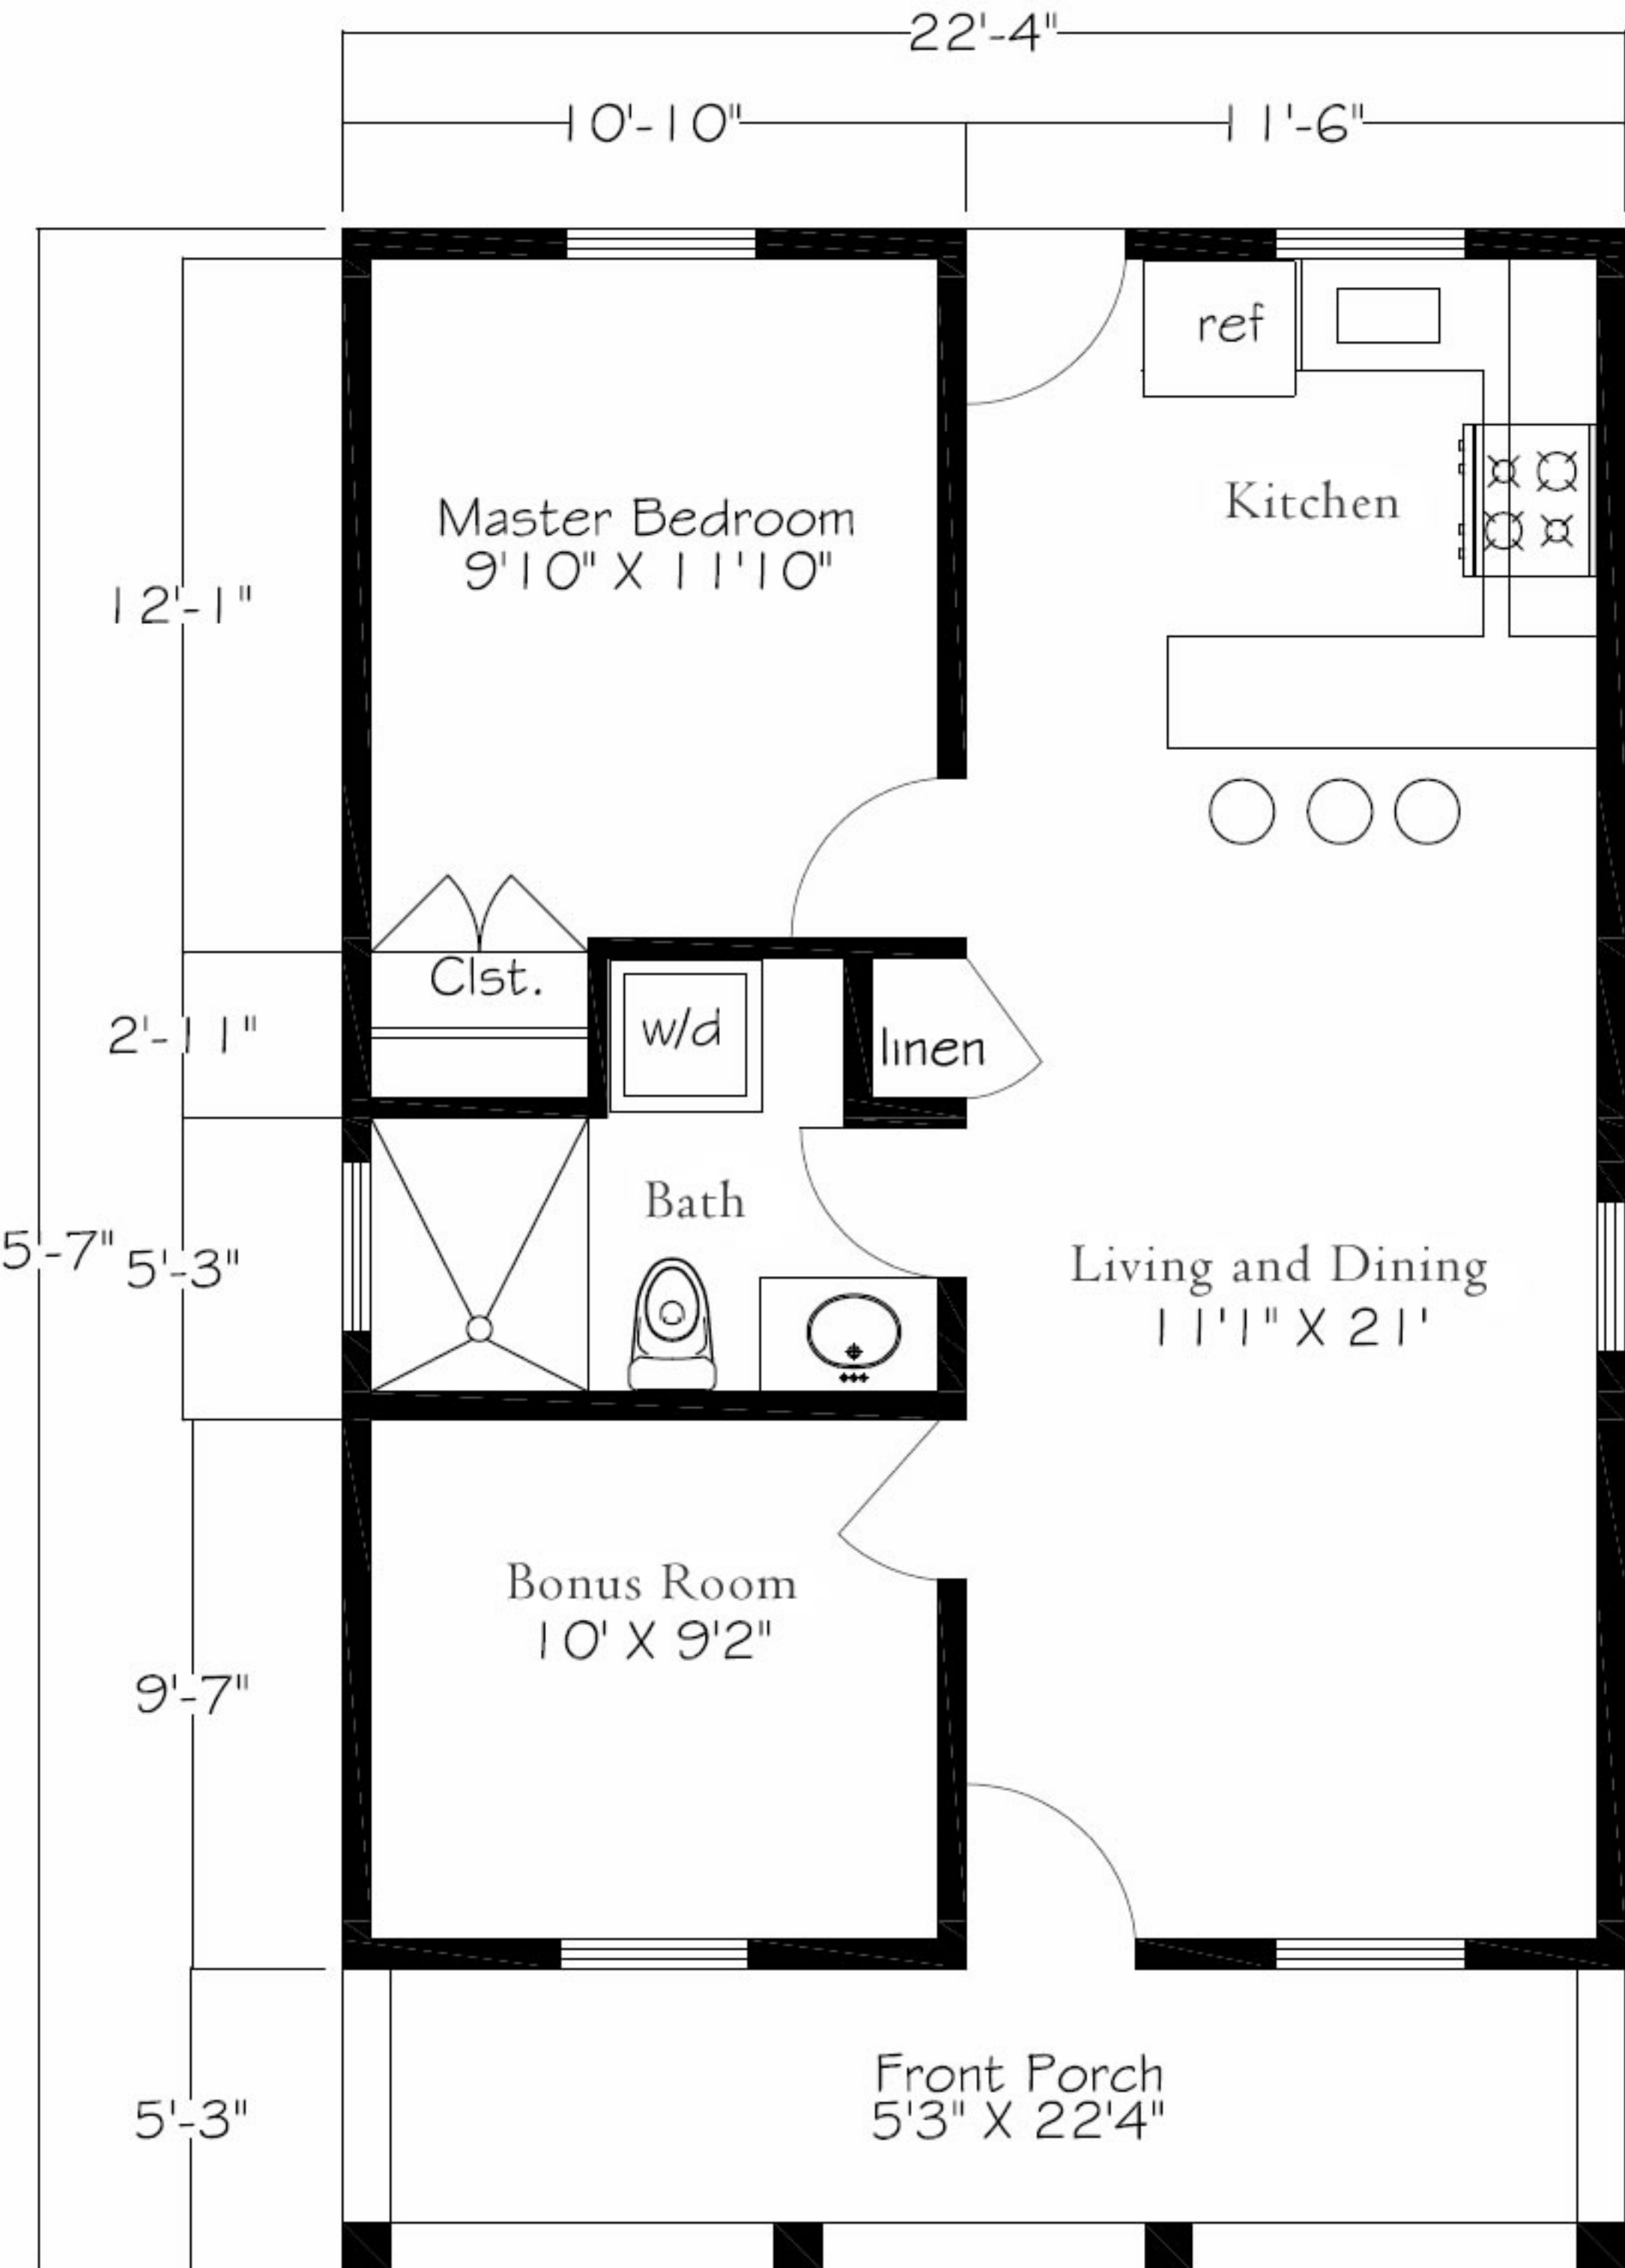 22'-4"
10'-10"
11'-6"
ref
Kitchen
Master Bedroom
9'10" X 11'10"
12'-1"
Clst.
w/d
linen
2'-11"
Bath
5'-7"
5'-3"
Living and Dining
11'1" X 21'
Bonus Room
10' X 9'2"
9'-7"
Front Porch
5'3" X 22'4"
5'-3"